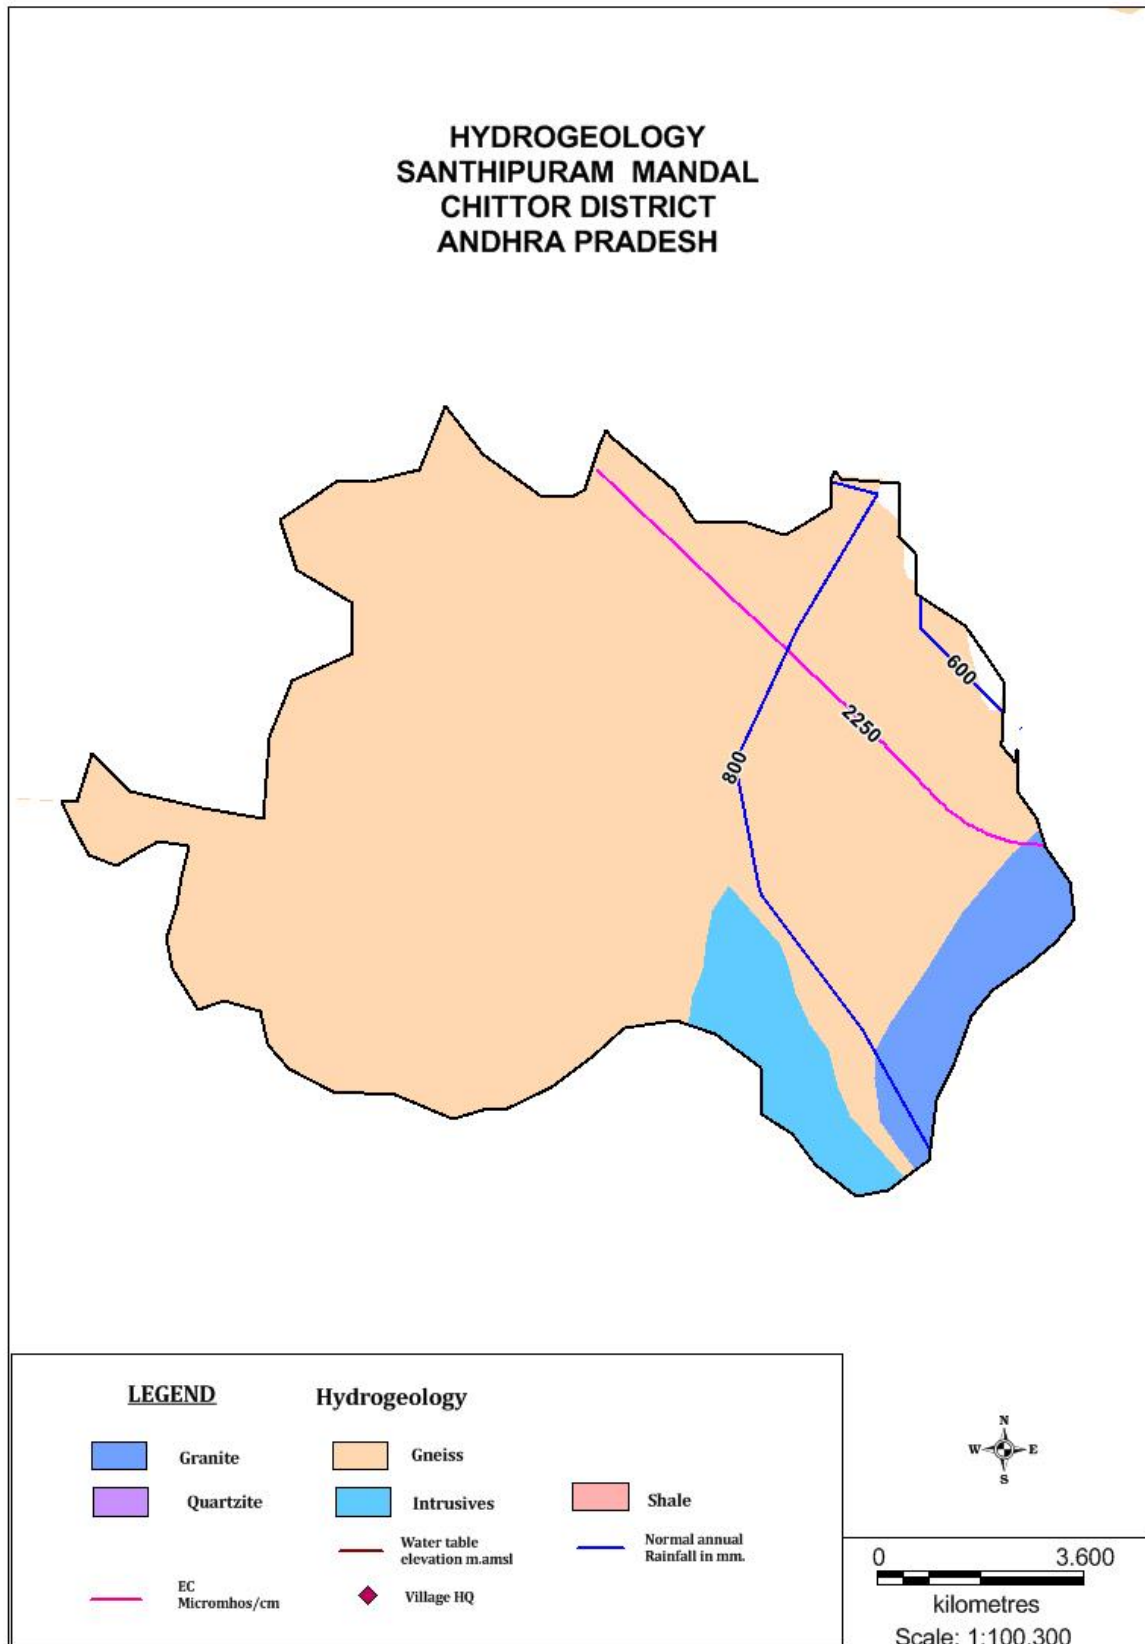 HYDROGEOLOGY
SANTHIPURAM MANDAL
CHITTOR DISTRICT
ANDHRA PRADESH
600
2250
800
LEGEND
Hydrogeology
Granite
Gneiss
Quartzite
Intrusives
Shale
Water table
elevation m.amsl
Normal annual
Rainfall in mm.
EC
Micromhos/cm
Village HQ
N
W E
S
0 3.600
kilometres
Scale: 1:100,300